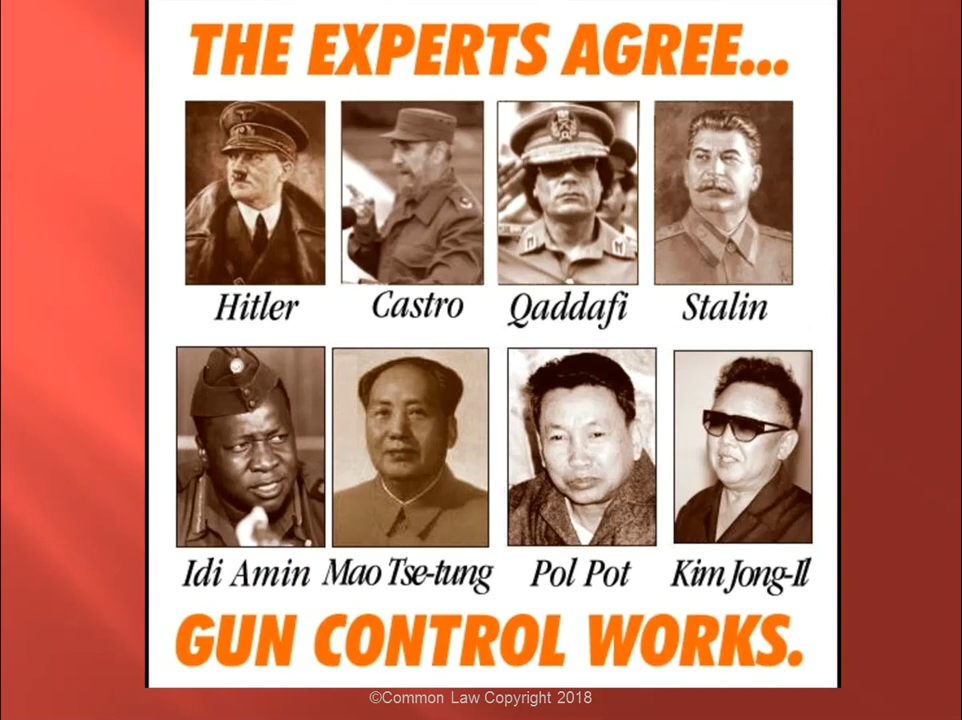 THE EXPERTS AGREE...
Hitler Castro Qaddafi Stalin
Idi Amin Mao Tse-tung Pol Pot Kim Jong-Il
GUN CONTROL WORKS.
©Common Law Copyright 2018